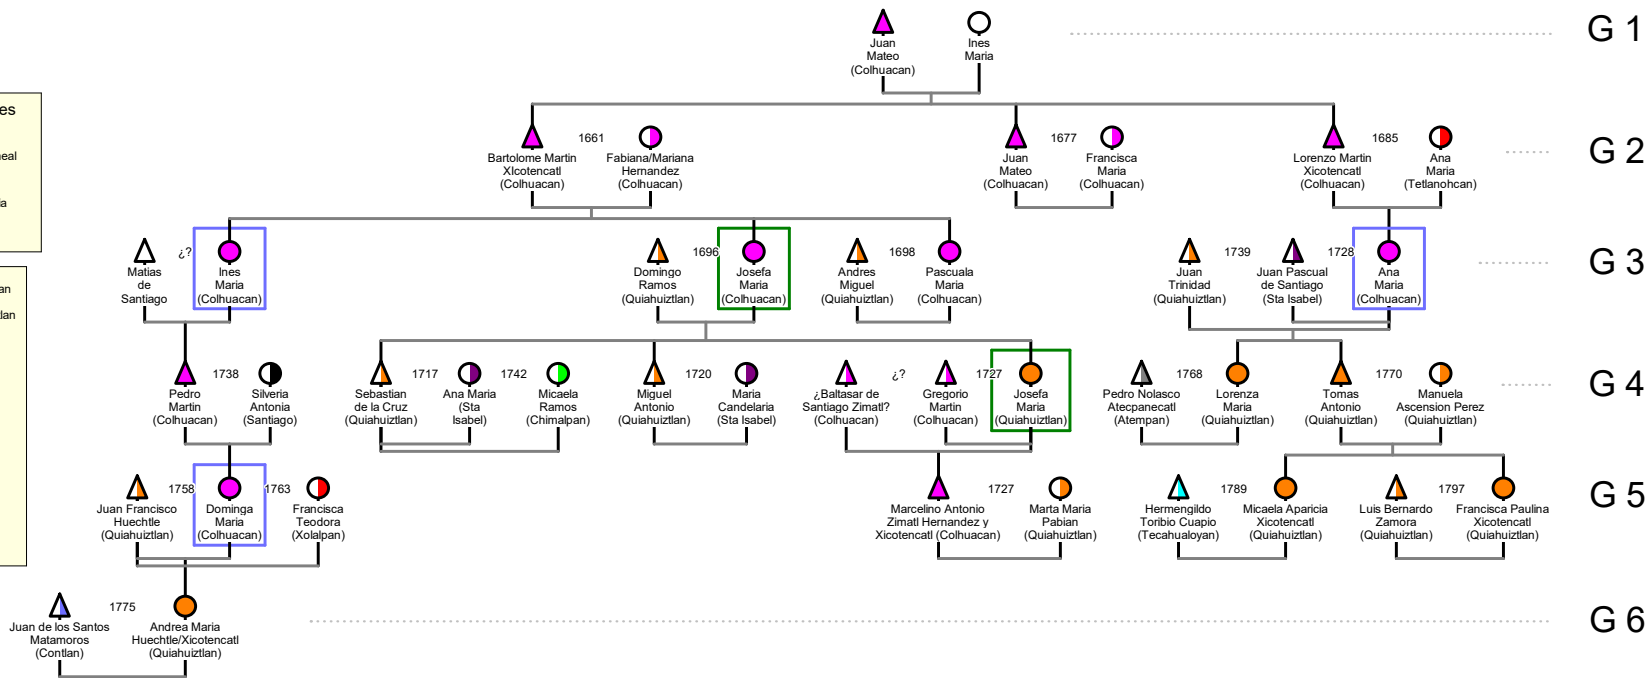 G 1
Juan
Mateo
(Colhuacan)
Ines
Maria
es
eal
ia
an
tlan
G 2
Bartolome Martin
XIcotencatl
(Colhuacan)
1661
Fabiana/Mariana
Hernandez
(Colhuacan)
Juan
Mateo
(Colhuacan)
1677
Francisca
Maria
(Colhuacan)
Lorenzo Martin
Xicotencatl
(Colhuacan)
1685
Ana
Maria
(Tetlanohcan)
G 3
Matias
de
Santiago
¿?
Ines
Maria
(Colhuacan)
Domingo
Ramos
(Quiahuiztlan)
1696
Josefa
Maria
(Colhuacan)
Andres
Miguel
(Quiahuiztlan)
1698
Pascuala
Maria
(Colhuacan)
Juan
Trinidad
(Quiahuiztlan)
1739
Juan Pascual
de Santiago
(Sta Isabel)
1728
Ana
Maria
(Colhuacan)
G 4
Pedro
Martin
(Colhuacan)
1738
Silveria
Antonia
(Santiago)
Sebastian
de la Cruz
(Quiahuiztlan)
1717
Ana Maria
(Sta
Isabel)
1742
Micaela
Ramos
(Chimalpan)
Miguel
Antonio
(Quiahuiztlan)
1720
Maria
Candelaria
(Sta Isabel)
¿Baltasar de
Santiago Zimatl?
(Colhuacan)
¿?
Gregorio
Martin
(Colhuacan)
1727
Josefa
Maria
(Quiahuiztlan)
Pedro Nolasco
Atecpanecatl
(Atempan)
1768
Lorenza
Maria
(Quiahuiztlan)
Tomas
Antonio
(Quiahuiztlan)
1770
Manuela
Ascension Perez
(Quiahuiztlan)
G 5
Juan Francisco
Huechtle
(Quiahuiztlan)
1758
Dominga
Maria
(Colhuacan)
1763
Francisca
Teodora
(Xolalpan)
Marcelino Antonio
Zimatl Hernandez y
Xicotencatl (Colhuacan)
1727
Marta Maria
Pabian
(Quiahuiztlan)
Hermengildo
Toribio Cuapio
(Tecahualoyan)
1789
Micaela Aparicia
Xicotencatl
(Quiahuiztlan)
Luis Bernardo
Zamora
(Quiahuiztlan)
1797
Francisca Paulina
Xicotencatl
(Quiahuiztlan)
G 6
Juan de los Santos
Matamoros
(Contlan)
1775
Andrea Maria
Huechtle/Xicotencatl
(Quiahuiztlan)